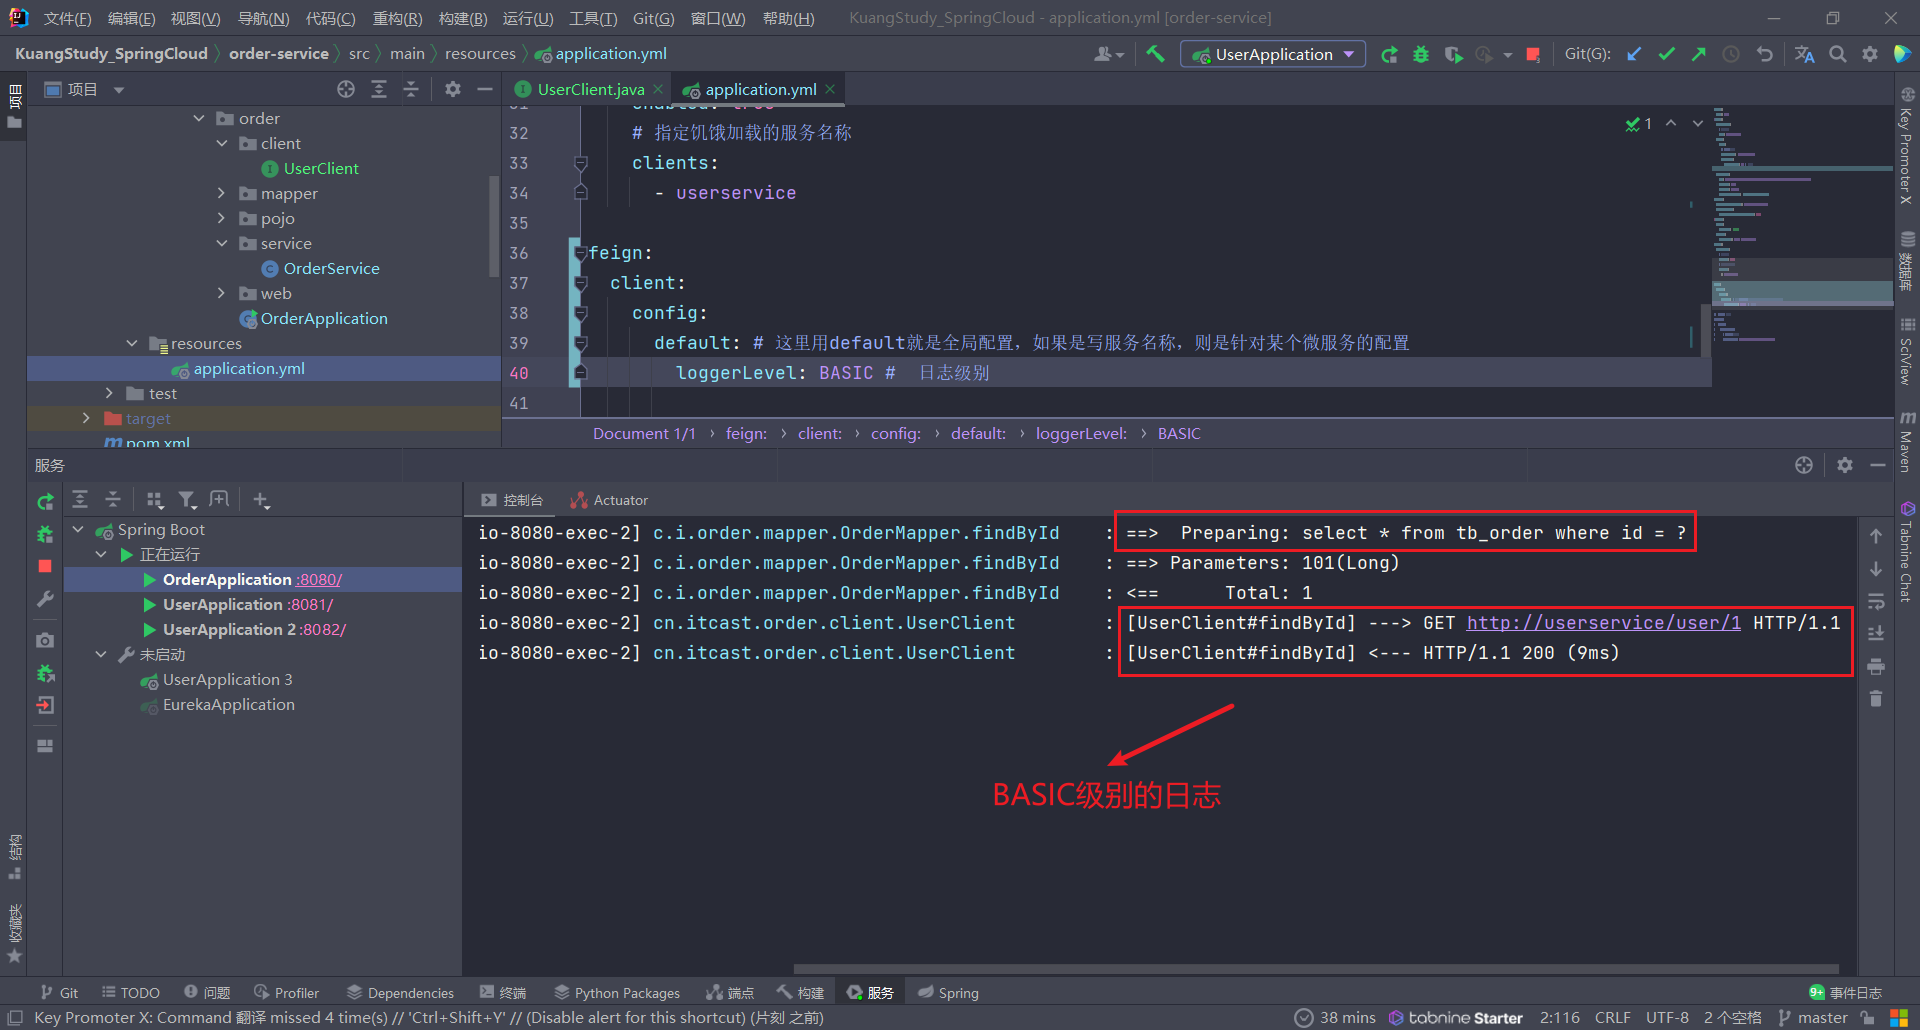 文件(F) 编辑(E) 视图(V) 导航(N) 代码(C) 重构(R) 构建(B) 运行(U) 工具(T) Git(G) 窗口(W) 帮助(H) KuangStudy_SpringCloud - application.yml [order-service]
KuangStudy_SpringCloud order-service src main resources application.yml UserApplication Git(G):
项目
项目
UserClient.java application.yml
order
client
UserClient
mapper
pojo
service
OrderService
web
OrderApplication
resources
application.yml
test
target
pom.xml
31 enabled: true
32 # 指定饥饿加载的服务名称
33 clients:
34 - userservice
35
36 feign:
37 client:
38 config:
39 default: # 这里用default就是全局配置，如果是写服务名称，则是针对某个微服务的配置
40 loggerLevel: BASIC # 日志级别
41
1
Document 1/1 › feign: › client: › config: › default: › loggerLevel: › BASIC
Key Promoter X
数据库
SciView
Maven
Tabnine Chat
服务
控制台 Actuator
Spring Boot
正在运行
OrderApplication :8080/
UserApplication :8081/
UserApplication 2 :8082/
未启动
UserApplication 3
EurekaApplication
io-8080-exec-2] c.i.order.mapper.OrderMapper.findById : ==>  Preparing: select * from tb_order where id = ?
io-8080-exec-2] c.i.order.mapper.OrderMapper.findById : ==> Parameters: 101(Long)
io-8080-exec-2] c.i.order.mapper.OrderMapper.findById : <==      Total: 1
io-8080-exec-2] cn.itcast.order.client.UserClient : [UserClient#findById] ---> GET http://userservice/user/1 HTTP/1.1
io-8080-exec-2] cn.itcast.order.client.UserClient : [UserClient#findById] <--- HTTP/1.1 200 (9ms)
BASIC级别的日志
结构
收藏夹
Git TODO 问题 Profiler Dependencies 终端 Python Packages 端点 构建 服务 Spring 9+ 事件日志
Key Promoter X: Command 翻译 missed 4 time(s) // 'Ctrl+Shift+Y' // (Disable alert for this shortcut) (片刻 之前) 38 mins tabnine Starter 2:116 CRLF UTF-8 2 个空格 master